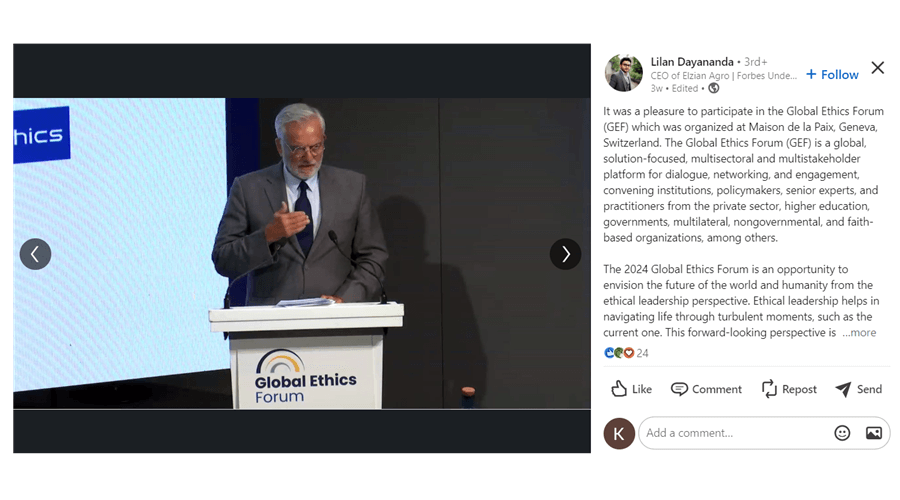 hics
Global Ethics
Forum
Lilan Dayananda • 3rd+
CEO of Elzian Agro | Forbes Unde...
3w • Edited •
+ Follow
It was a pleasure to participate in the Global Ethics Forum
(GEF) which was organized at Maison de la Paix, Geneva,
Switzerland. The Global Ethics Forum (GEF) is a global,
solution-focused, multisectoral and multistakeholder
platform for dialogue, networking, and engagement,
convening institutions, policymakers, senior experts, and
practitioners from the private sector, higher education,
governments, multilateral, nongovernmental, and faith-
based organizations, among others.
The 2024 Global Ethics Forum is an opportunity to
envision the future of the world and humanity from the
ethical leadership perspective. Ethical leadership helps in
navigating life through turbulent moments, such as the
current one. This forward-looking perspective is ...more
24
Like Comment Repost Send
K
Add a comment...